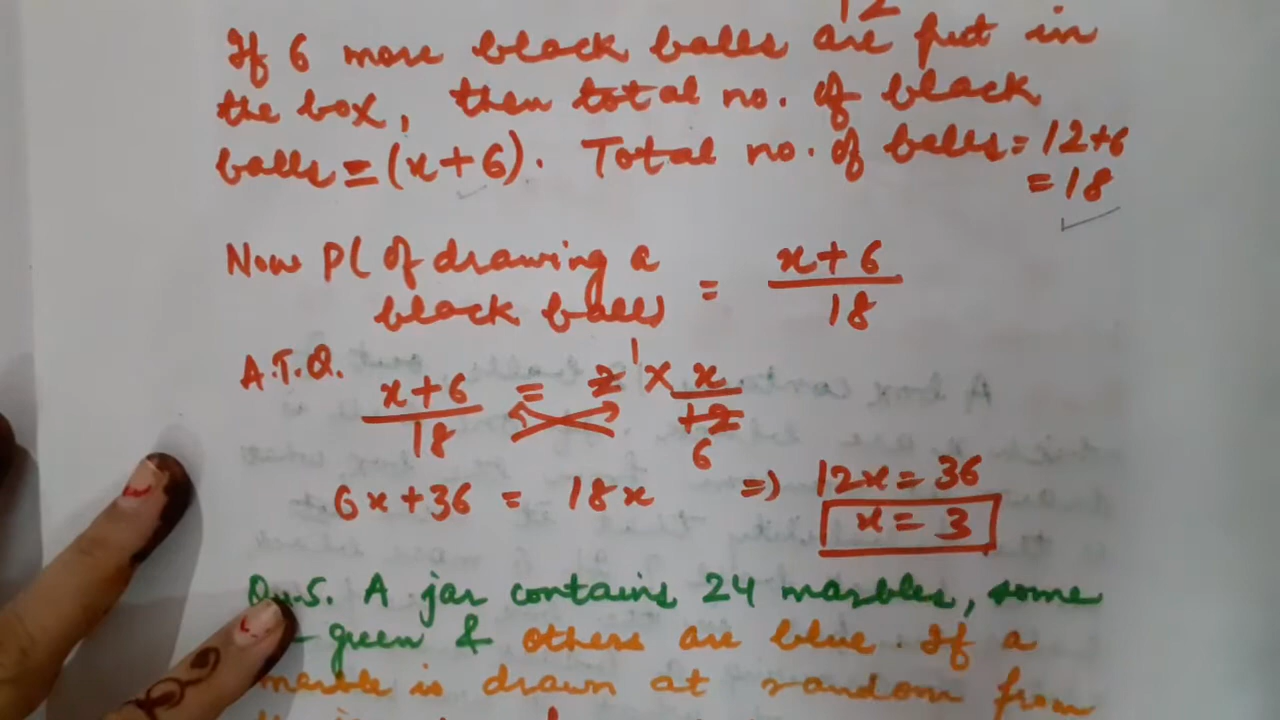 12
If 6 more black balls are put in
the box, then total no. of black
balls = (x+6). Total no. of balls = 12+6
= 18
Now P( of drawing a
black balls) = x+6 / 18
A.T.Q. x+6 / 18 = 2 1 × x / 12 6
6x+36 = 18x => 12x = 36
x = 3
Qus. A jar contains 24 marbles, some
green & others are blue. If a
marble is drawn at random from